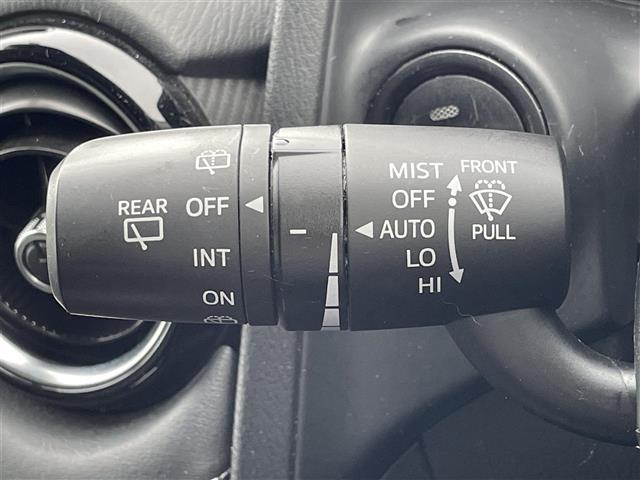 REAR
OFF
INT
ON
MIST
OFF
AUTO
LO
HI
FRONT
PULL